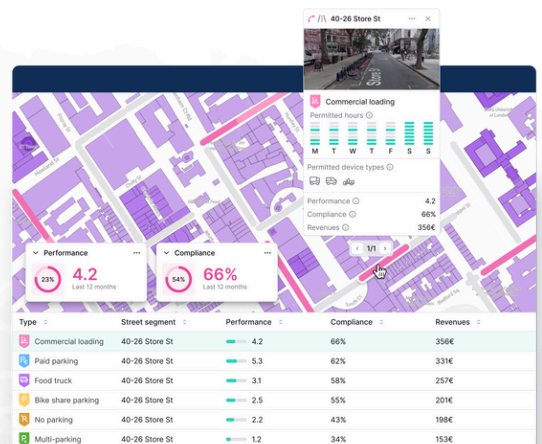 40-26 Store St
Store St
Commercial loading
Permitted hours
M T W T F S S
Permitted device types
Performance 4.2
Compliance 66%
Revenues 356€
1/1
Performance
23% 4.2
Last 12 months
Compliance
54% 66%
Last 12 months
Type Street segment Performance Compliance Revenues
Commercial loading 40-26 Store St 4.2 66% 356€
Paid parking 40-26 Store St 5.3 62% 331€
Food truck 40-26 Store St 3.1 58% 257€
Bike share parking 40-26 Store St 2.5 55% 201€
No parking 40-26 Store St 2.2 43% 198€
Multi-parking 40-26 Store St 1.2 34% 153€